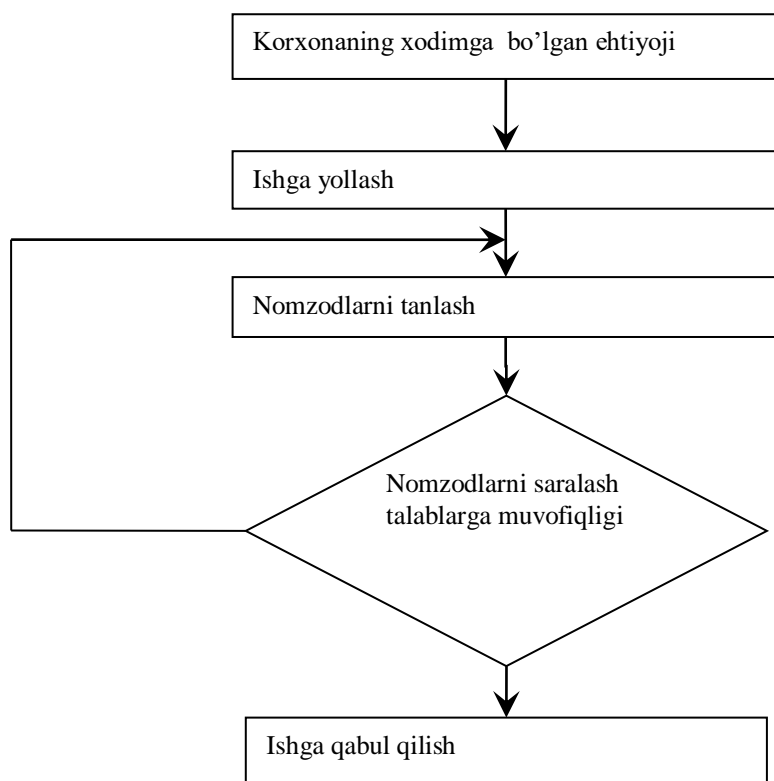 Korxonaning xodimga bo’lgan ehtiyoji
Ishga yollash
Nomzodlarni tanlash
Nomzodlarni saralash
talablarga muvofiqligi
Ishga qabul qilish